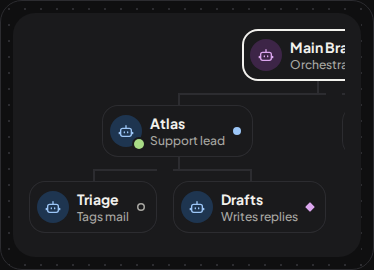 Main Bra
Orchestra
Atlas
Support lead
Triage
Tags mail
Drafts
Writes replies